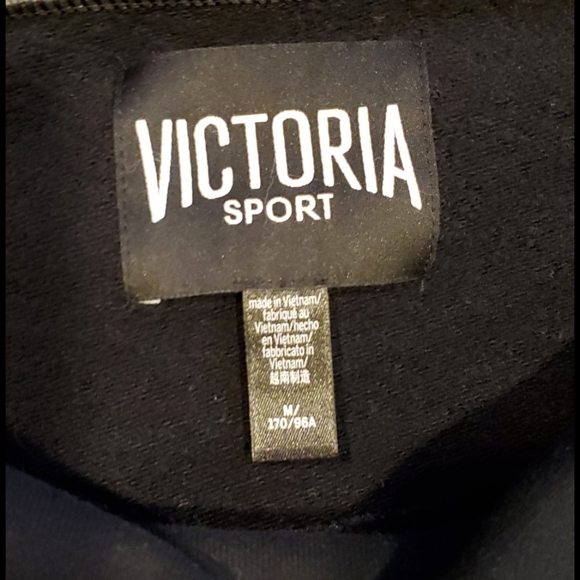 VICTORIA
SPORT
made in Vietnam/
fabriqué au
Vietnam/hecho
en Vietnam/
fabbricato in
Vietnam/
越南制造
M/
170/96A